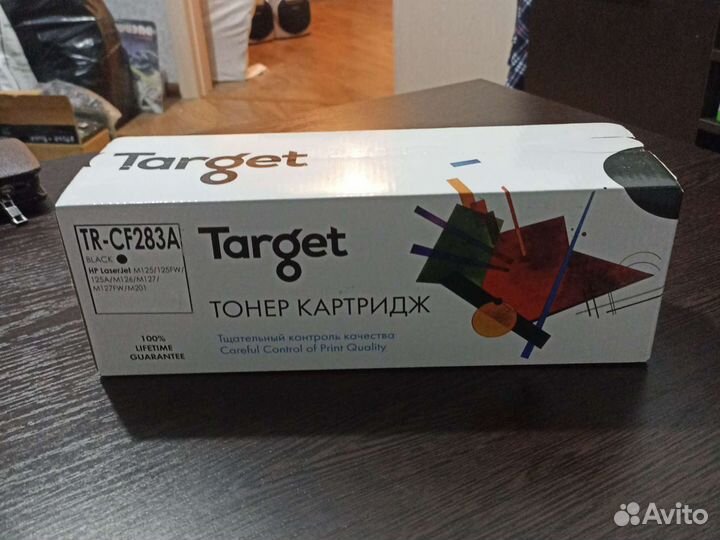 Target
TR-CF283A
BLACK
HP LaserJet M125/125FW/
125A/M126/M127/
M127FW/M201
100%
LIFETIME
GUARANTEE
Target
ТОНЕР КАРТРИДЖ
Тщательный контроль качества
Careful Control of Print Quality
Avito